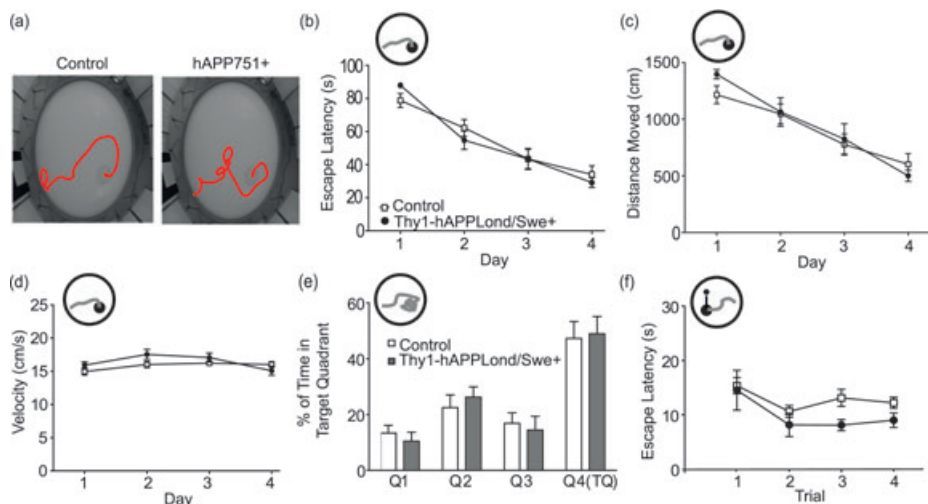 (a)
Control
hAPP751+
(b)
Escape Latency (s)
100
80
60
40
20
0
Control
Thy1-hAPPLond/Swe+
1 2 3 4
Day
(c)
Distance Moved (cm)
1500
1000
500
0
1 2 3 4
Day
(d)
Velocity (cm/s)
25
20
15
10
5
0
1 2 3 4
Day
(e)
% of Time in
Target Quadrant
60
40
20
0
Control
Thy1-hAPPLond/Swe+
Q1 Q2 Q3 Q4(TQ)
(f)
Escape Latency (s)
30
20
10
0
1 2 3 4
Trial